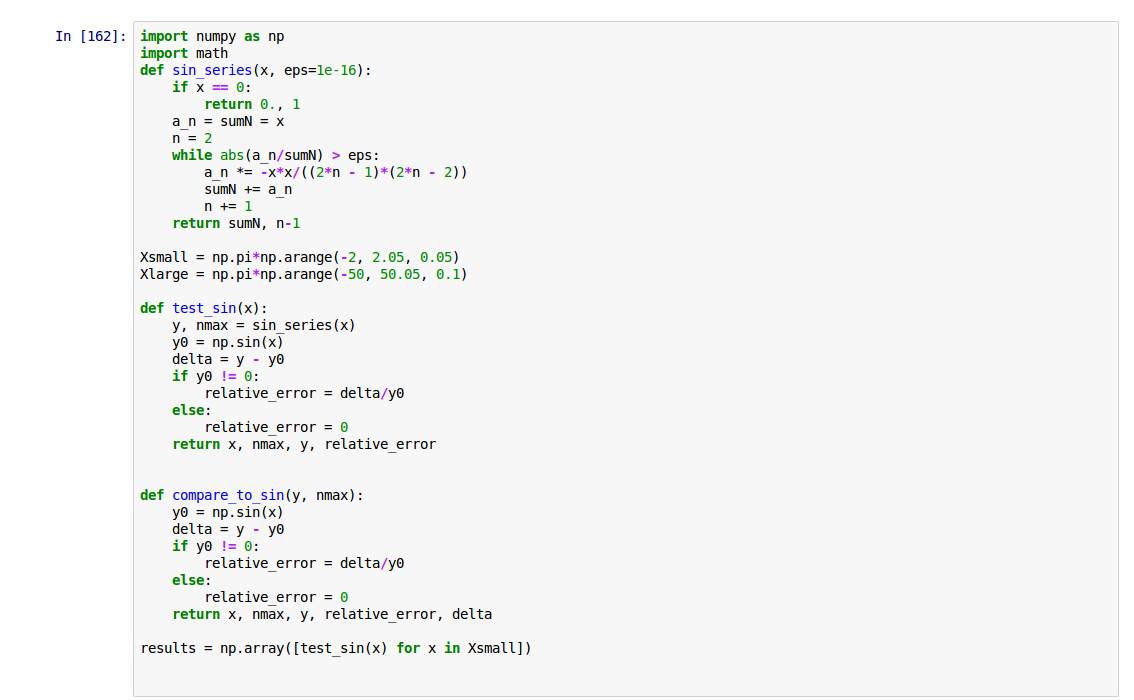 In [162]: import numpy as np
import math
def sin_series(x, eps=1e-16):
    if x == 0:
        return 0., 1
    a_n = sumN = x
    n = 2
    while abs(a_n/sumN) > eps:
        a_n *= -x*x/((2*n - 1)*(2*n - 2))
        sumN += a_n
        n += 1
    return sumN, n-1

Xsmall = np.pi*np.arange(-2, 2.05, 0.05)
Xlarge = np.pi*np.arange(-50, 50.05, 0.1)

def test_sin(x):
    y, nmax = sin_series(x)
    y0 = np.sin(x)
    delta = y - y0
    if y0 != 0:
        relative_error = delta/y0
    else:
        relative_error = 0
    return x, nmax, y, relative_error


def compare_to_sin(y, nmax):
    y0 = np.sin(x)
    delta = y - y0
    if y0 != 0:
        relative_error = delta/y0
    else:
        relative_error = 0
    return x, nmax, y, relative_error, delta

results = np.array([test_sin(x) for x in Xsmall])